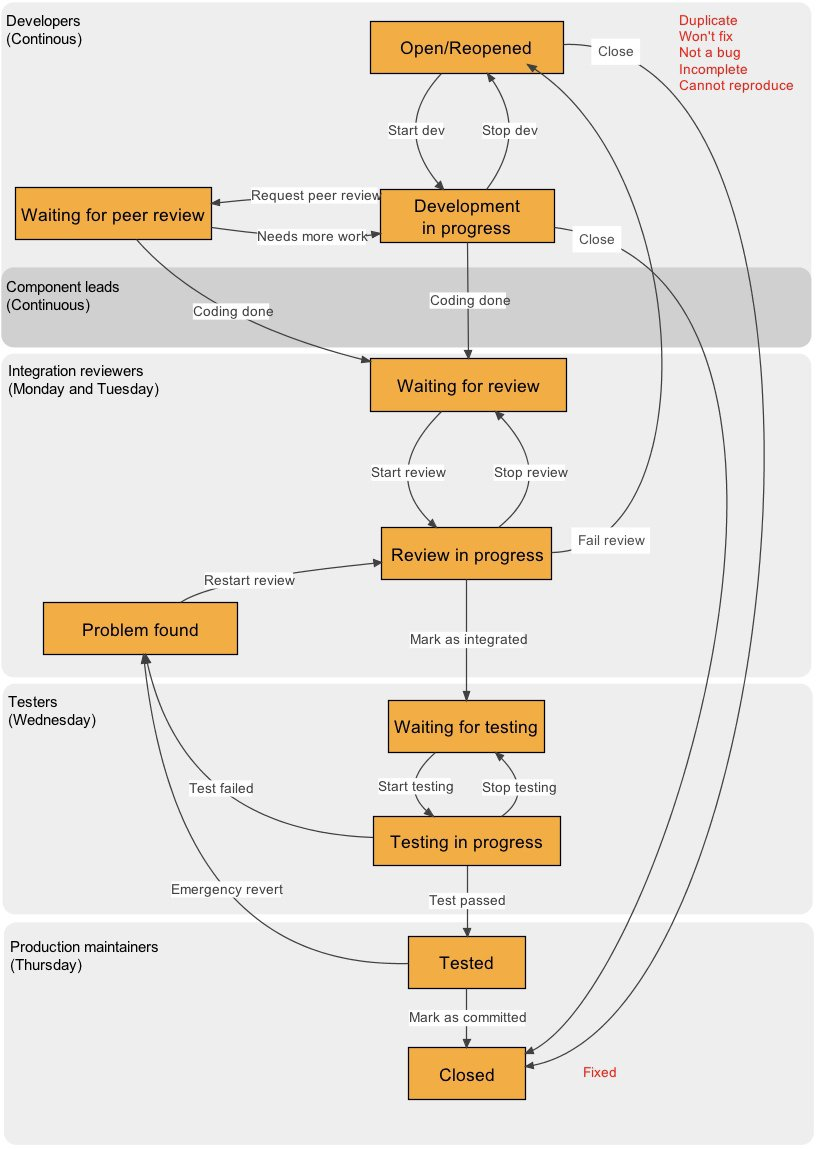 Developers
(Continous)
Open/Reopened
Close
Duplicate
Won't fix
Not a bug
Incomplete
Cannot reproduce
Start dev
Stop dev
Waiting for peer review
Request peer review
Needs more work
Development
in progress
Close
Component leads
(Continuous)
Coding done
Coding done
Integration reviewers
(Monday and Tuesday)
Waiting for review
Start review
Stop review
Review in progress
Fail review
Restart review
Problem found
Mark as integrated
Testers
(Wednesday)
Waiting for testing
Start testing
Stop testing
Test failed
Testing in progress
Emergency revert
Test passed
Production maintainers
(Thursday)
Tested
Mark as committed
Closed
Fixed